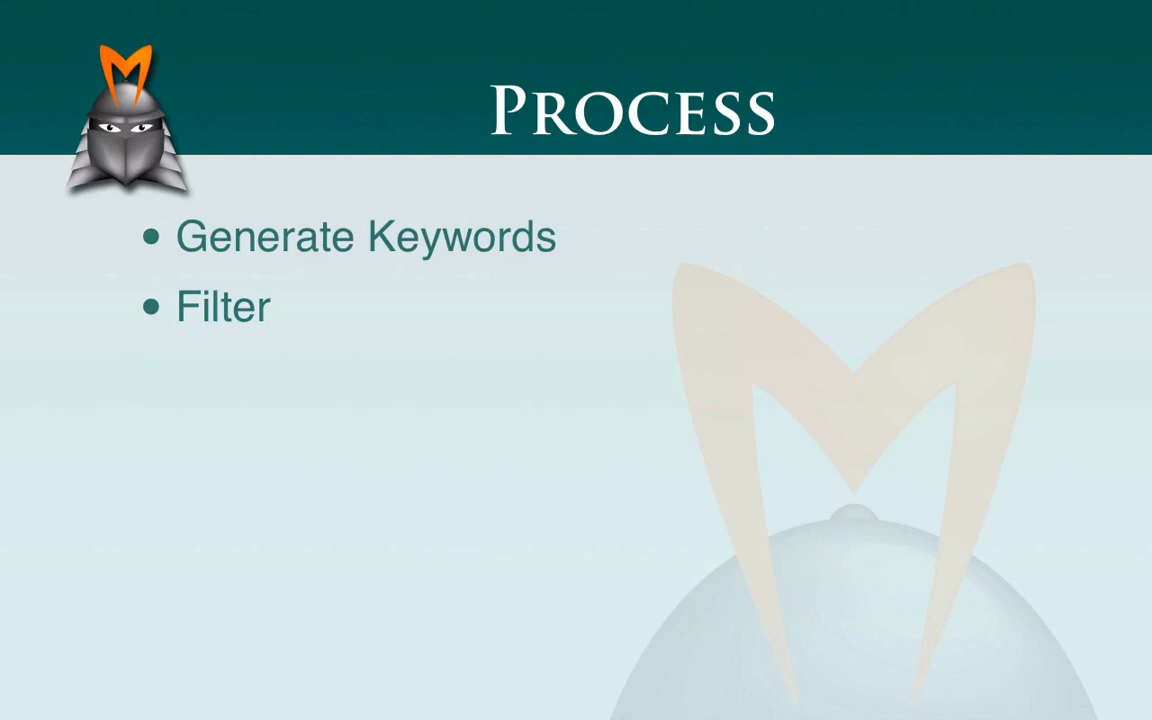 Process
• Generate Keywords
• Filter